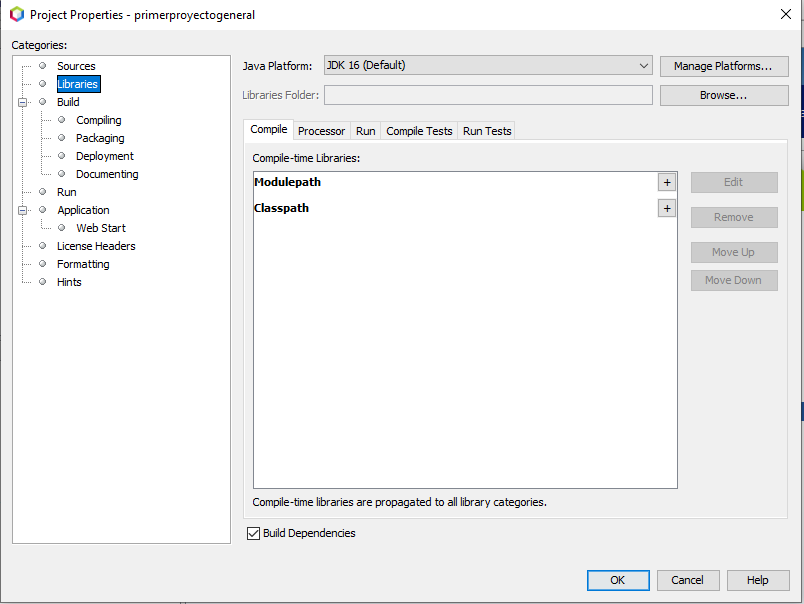 Project Properties - primerproyectogeneral
Categories:
Sources
Libraries
Build
Compiling
Packaging
Deployment
Documenting
Run
Application
Web Start
License Headers
Formatting
Hints
Java Platform: JDK 16 (Default) Manage Platforms...
Libraries Folder: Browse...
Compile Processor Run Compile Tests Run Tests
Compile-time Libraries:
Modulepath + Edit
Classpath + Remove
Move Up
Move Down
Compile-time libraries are propagated to all library categories.
Build Dependencies
OK Cancel Help